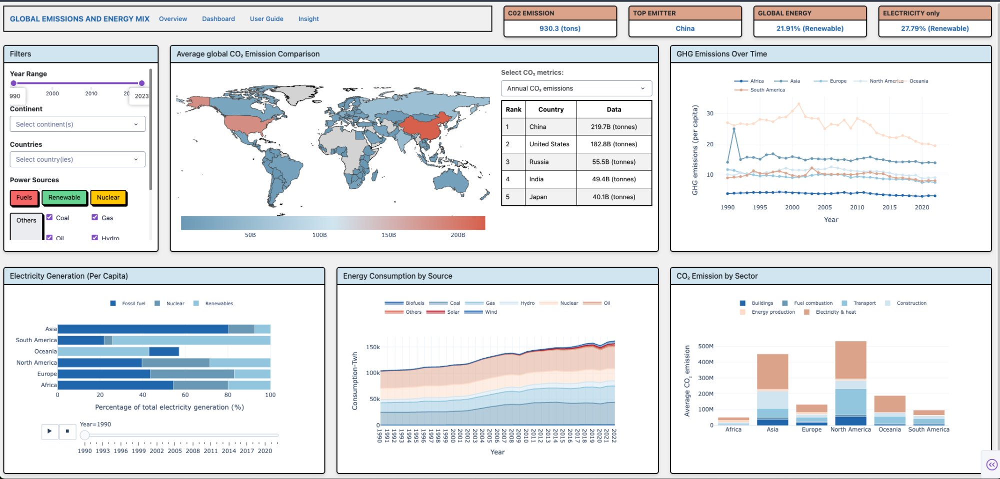 GLOBAL EMISSIONS AND ENERGY MIX Overview Dashboard User Guide Insight
C02 EMISSION
930.3 (tons)
TOP EMITTER
China
GLOBAL ENERGY
21.91% (Renewable)
ELECTRICITY only
27.79% (Renewable)
Filters
Year Range
2000 2010 20
990 2023
Continent
Select continent(s)
Countries
Select country(ies)
Power Sources
Fuels Renewable Nuclear
Others Coal Gas
Oil Hydro
Average global CO₂ Emission Comparison
50B 100B 150B 200B
Select CO₂ metrics:
Annual CO₂ emissions
Rank Country Data
1 China 219.7B (tonnes)
2 United States 182.8B (tonnes)
3 Russia 55.5B (tonnes)
4 India 49.4B (tonnes)
5 Japan 40.1B (tonnes)
GHG Emissions Over Time
Africa Asia Europe North America Oceania
South America
GHG emissions (per capita)
30
20
10
1990 1995 2000 2005 2010 2015 2020
Year
Electricity Generation (Per Capita)
Fossil fuel Nuclear Renewables
Asia
South America
Oceania
North America
Europe
Africa
0 20 40 60 80 100
Percentage of total electricity generation (%)
Year=1990
1990 1993 1996 1999 2002 2005 2008 2011 2014 2017 2020
Energy Consumption by Source
Biofuels Coal Gas Hydro Nuclear Oil
Others Solar Wind
Consumption-Twh
150k
100k
50k
0
1990 1991 1992 1993 1994 1995 1996 1997 1998 1999 2000 2001 2002 2003 2004 2005 2006 2007 2008 2009 2010 2011 2012 2013 2014 2015 2016 2017 2018 2019 2020 2021 2022
Year
CO₂ Emission by Sector
Buildings Fuel combustion Transport Construction
Energy production Electricity & heat
Average CO₂ emission
500M
400M
300M
200M
100M
0
Africa Asia Europe North America Oceania South America